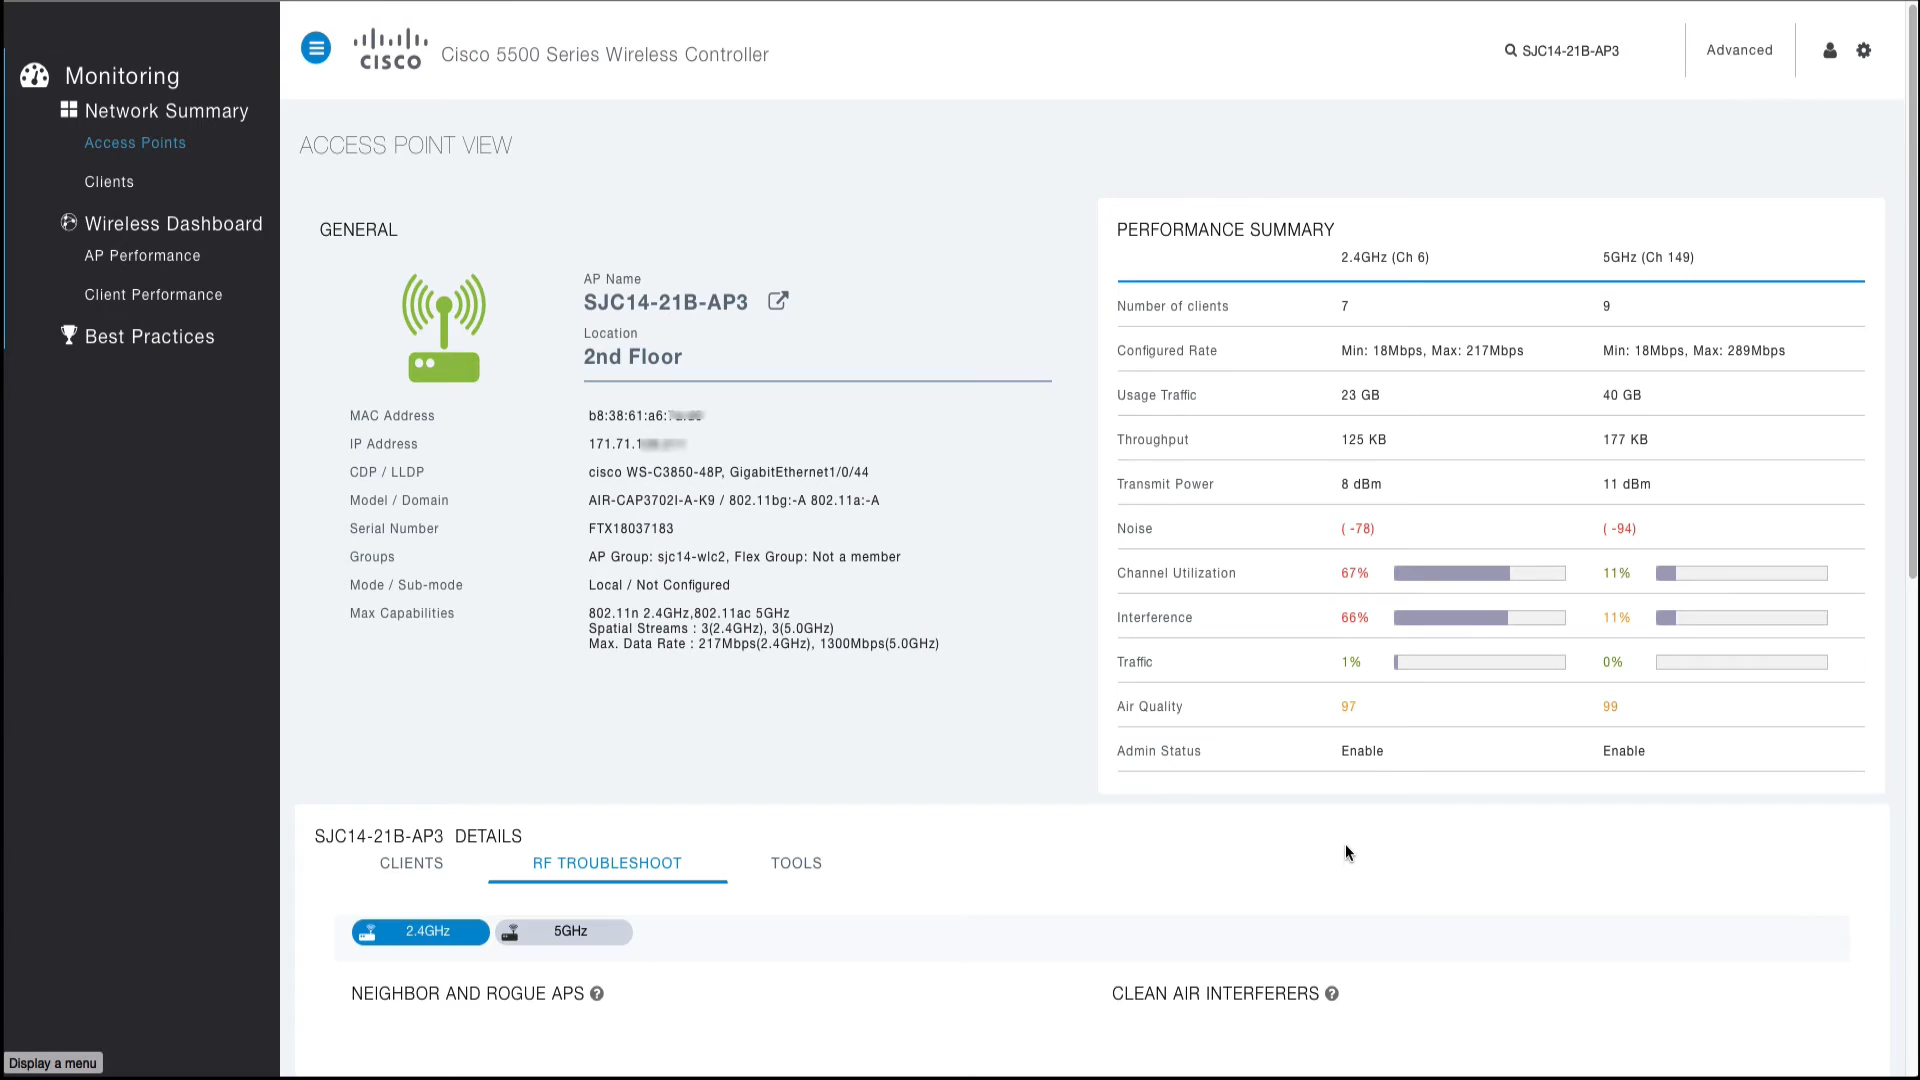 Monitoring
Network Summary
Access Points
Clients
Wireless Dashboard
AP Performance
Client Performance
Best Practices
Display a menu
CISCO
Cisco 5500 Series Wireless Controller
SJC14-21B-AP3
Advanced
ACCESS POINT VIEW
GENERAL
AP Name
SJC14-21B-AP3
Location
2nd Floor
MAC Address b8:38:61:a6:
IP Address 171.71.1
CDP / LLDP cisco WS-C3850-48P, GigabitEthernet1/0/44
Model / Domain AIR-CAP3702I-A-K9 / 802.11bg:-A 802.11a:-A
Serial Number FTX18037183
Groups AP Group: sjc14-wlc2, Flex Group: Not a member
Mode / Sub-mode Local / Not Configured
Max Capabilities 802.11n 2.4GHz,802.11ac 5GHz
Spatial Streams : 3(2.4GHz), 3(5.0GHz)
Max. Data Rate : 217Mbps(2.4GHz), 1300Mbps(5.0GHz)
PERFORMANCE SUMMARY
2.4GHz (Ch 6) 5GHz (Ch 149)
Number of clients 7 9
Configured Rate Min: 18Mbps, Max: 217Mbps Min: 18Mbps, Max: 289Mbps
Usage Traffic 23 GB 40 GB
Throughput 125 KB 177 KB
Transmit Power 8 dBm 11 dBm
Noise ( -78) ( -94)
Channel Utilization 67% 11%
Interference 66% 11%
Traffic 1% 0%
Air Quality 97 99
Admin Status Enable Enable
SJC14-21B-AP3 DETAILS
CLIENTS RF TROUBLESHOOT TOOLS
2.4GHz 5GHz
NEIGHBOR AND ROGUE APS ?
CLEAN AIR INTERFERERS ?